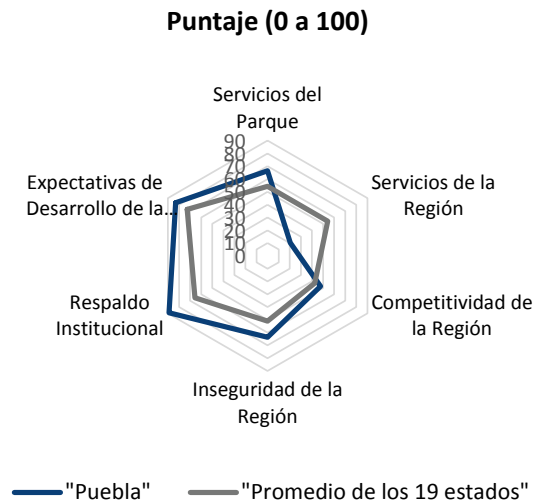 Puntaje (0 a 100)
Servicios del
Parque
90
80
70
60
50
40
30
20
10
0
Expectativas de
Desarrollo de la...
Servicios de la
Región
Respaldo
Institucional
Competitividad de
la Región
Inseguridad de la
Región
"Puebla"
"Promedio de los 19 estados"